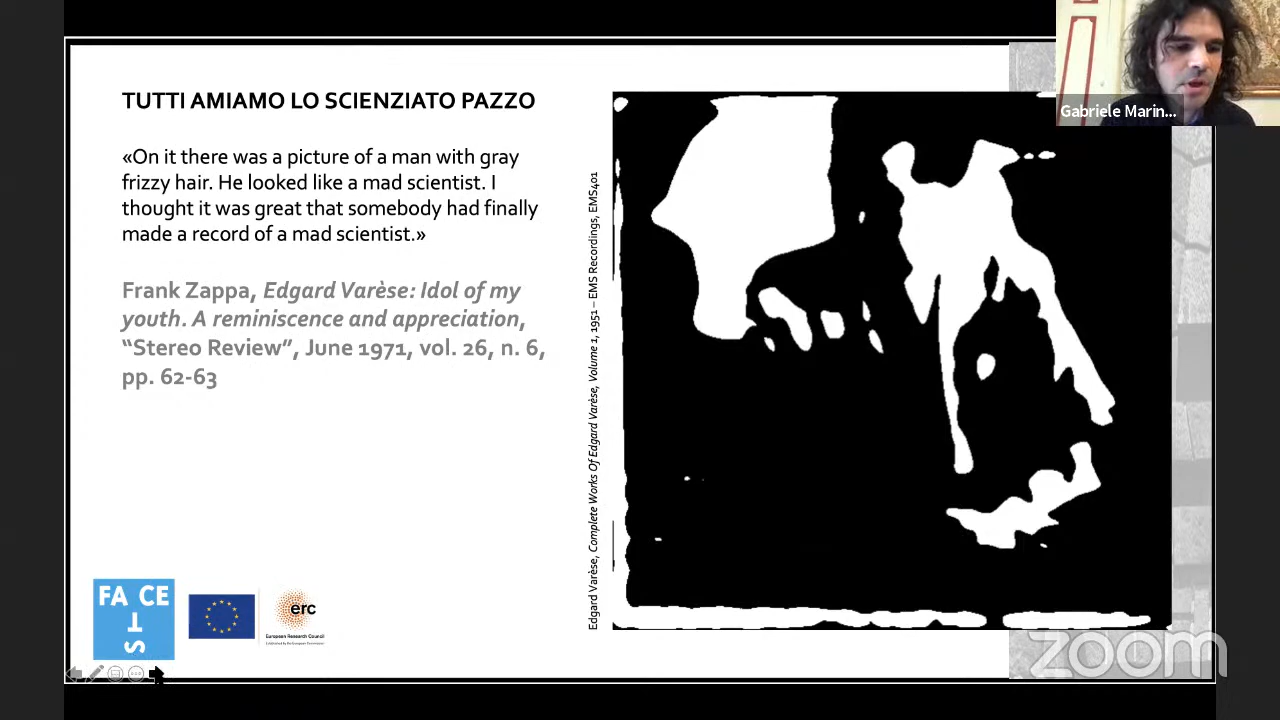 TUTTI AMIAMO LO SCIENZIATO PAZZO
«On it there was a picture of a man with gray
frizzy hair. He looked like a mad scientist. I
thought it was great that somebody had finally
made a record of a mad scientist.»
Frank Zappa, Edgard Varèse: Idol of my
youth. A reminiscence and appreciation,
“Stereo Review”, June 1971, vol. 26, n. 6,
pp. 62-63
Edgard Varèse, Complete Works Of Edgard Varèse, Volume 1, 1951 – EMS Recordings, EMS401
Gabriele Marin...
FA CE
T
S
erc
European Research Council
zoom